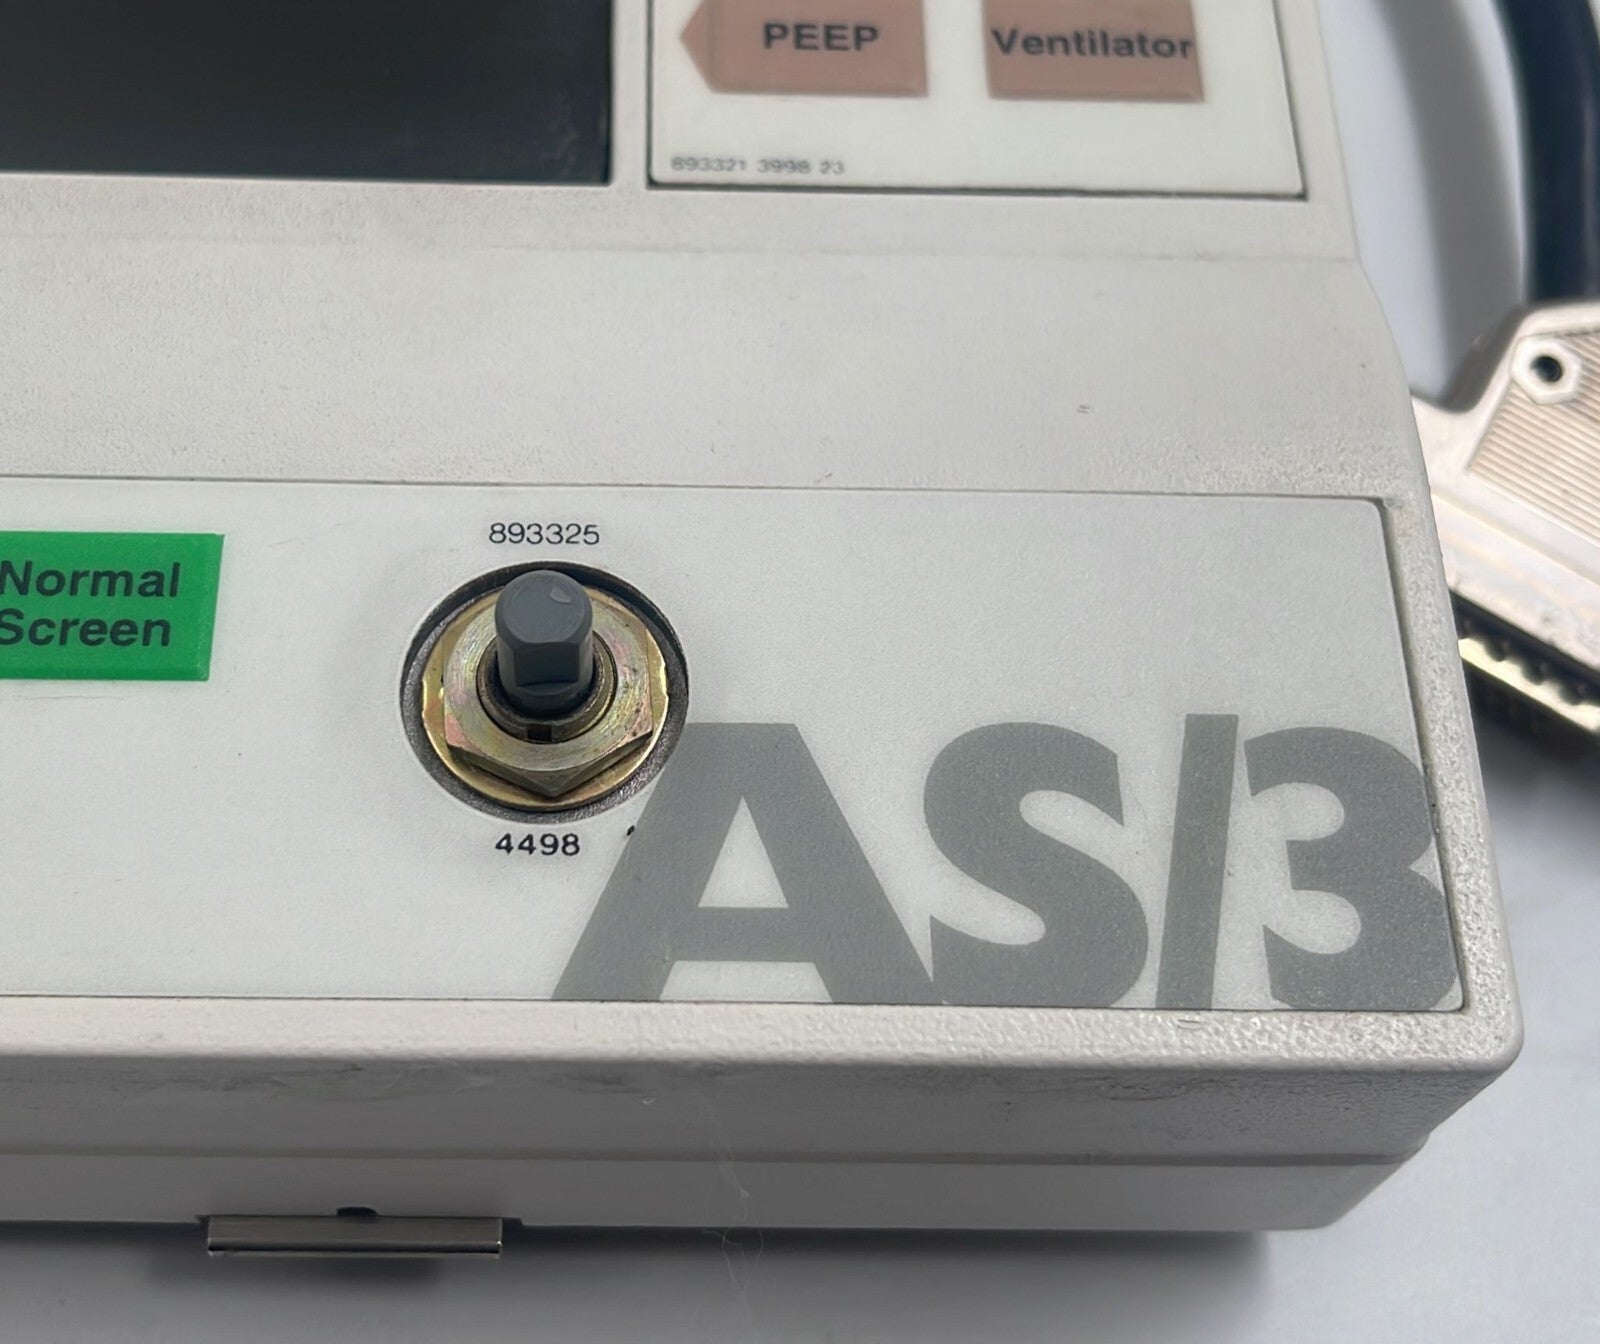 PEEP
Ventilator
893321 3998 23
Normal
Screen
893325
4498
AS/3